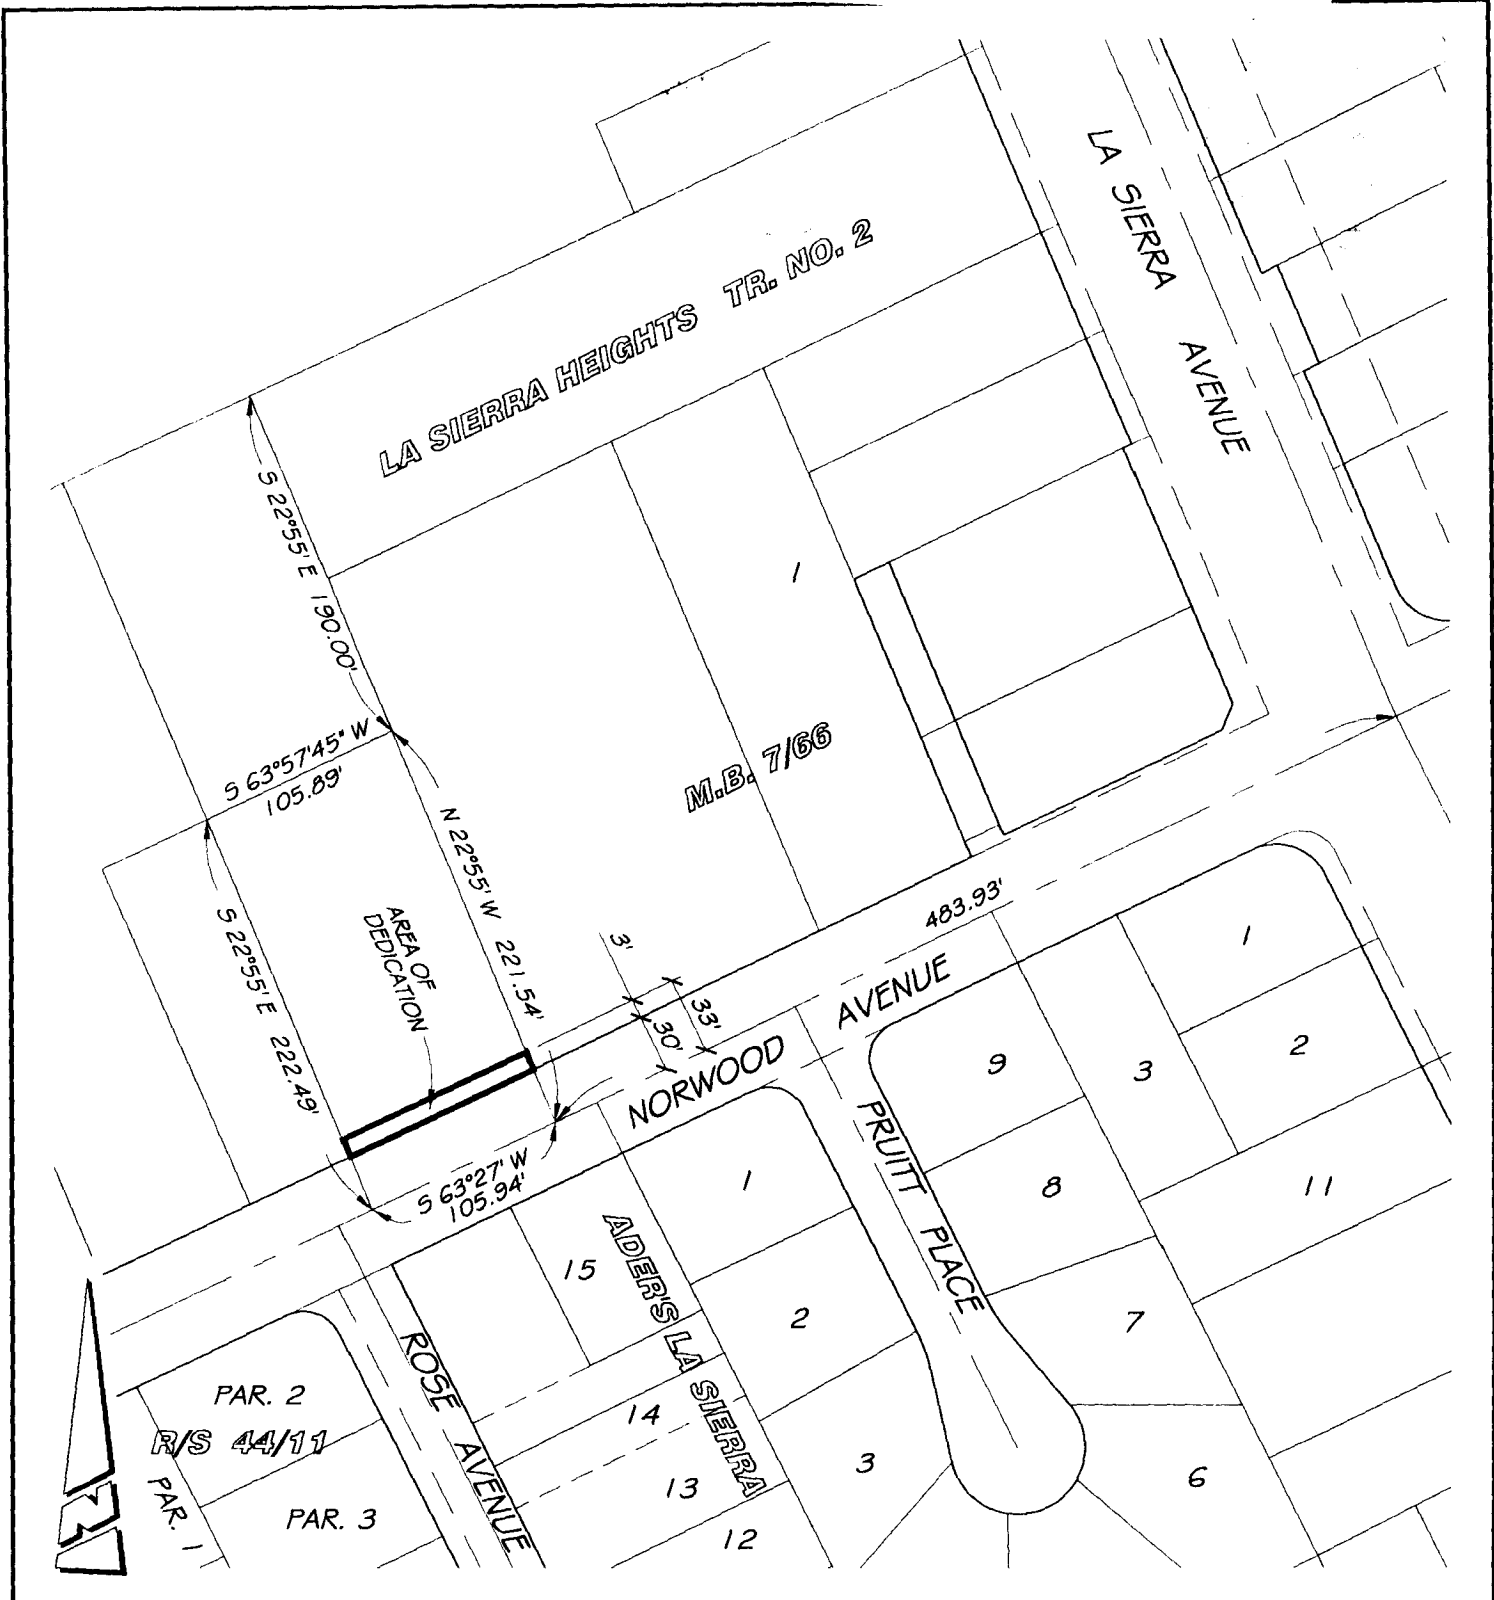 LA SIERRA AVENUE
LA SIERRA HEIGHTS TR. NO. 2
S 22°55' E 190.00'
1
S 63°57'45" W
105.89'
M.B. 7/66
N 22°55' W 221.54'
S 22°55' E 222.49'
AREA OF
DEDICATION
483.93'
3'
33'
30'
NORWOOD AVENUE
1
2
9
3
S 63°27' W
105.94'
PRUITT PLACE
1
8
11
15
ADER'S LA SIERRA
2
7
ROSE AVENUE
PAR. 2
R/S 44/11
14
3
13
6
PAR. 1
PAR. 3
12
N